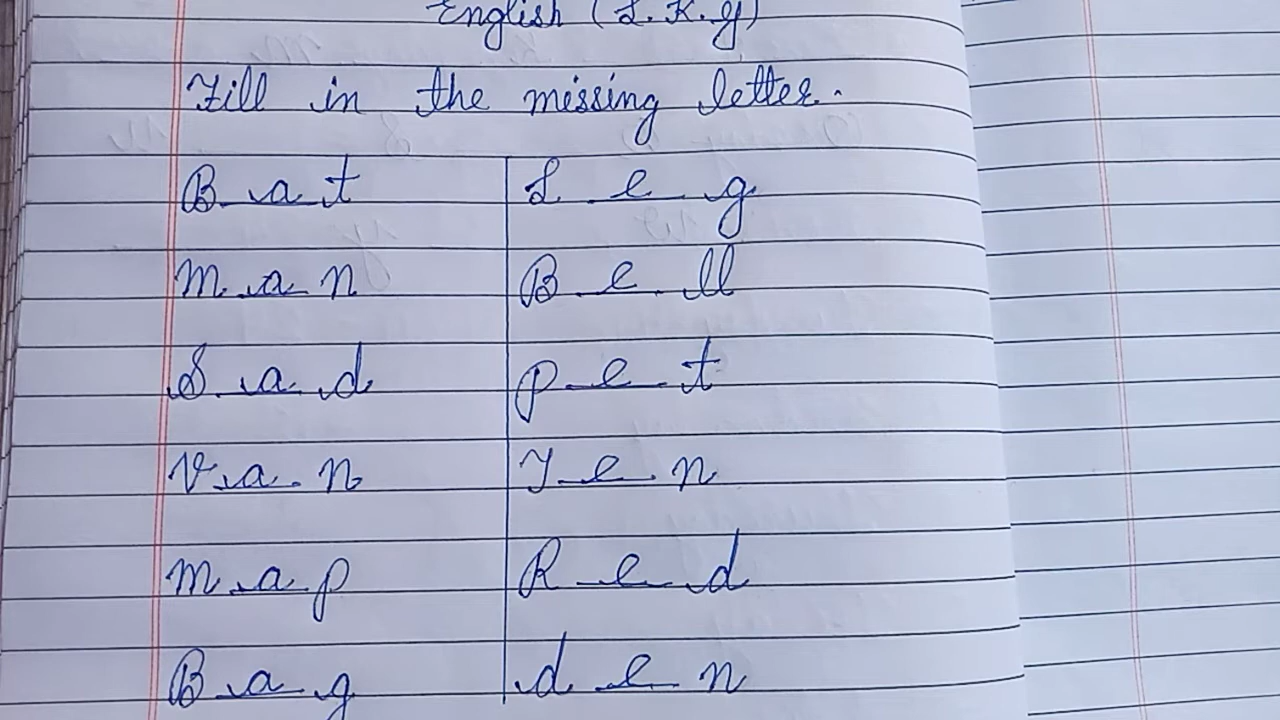 English (L.K.G)
Fill in the missing letter.
B a t L e g
M a n B e ll
S a d P e t
V a n T e n
M a p R e d
B a g d e n